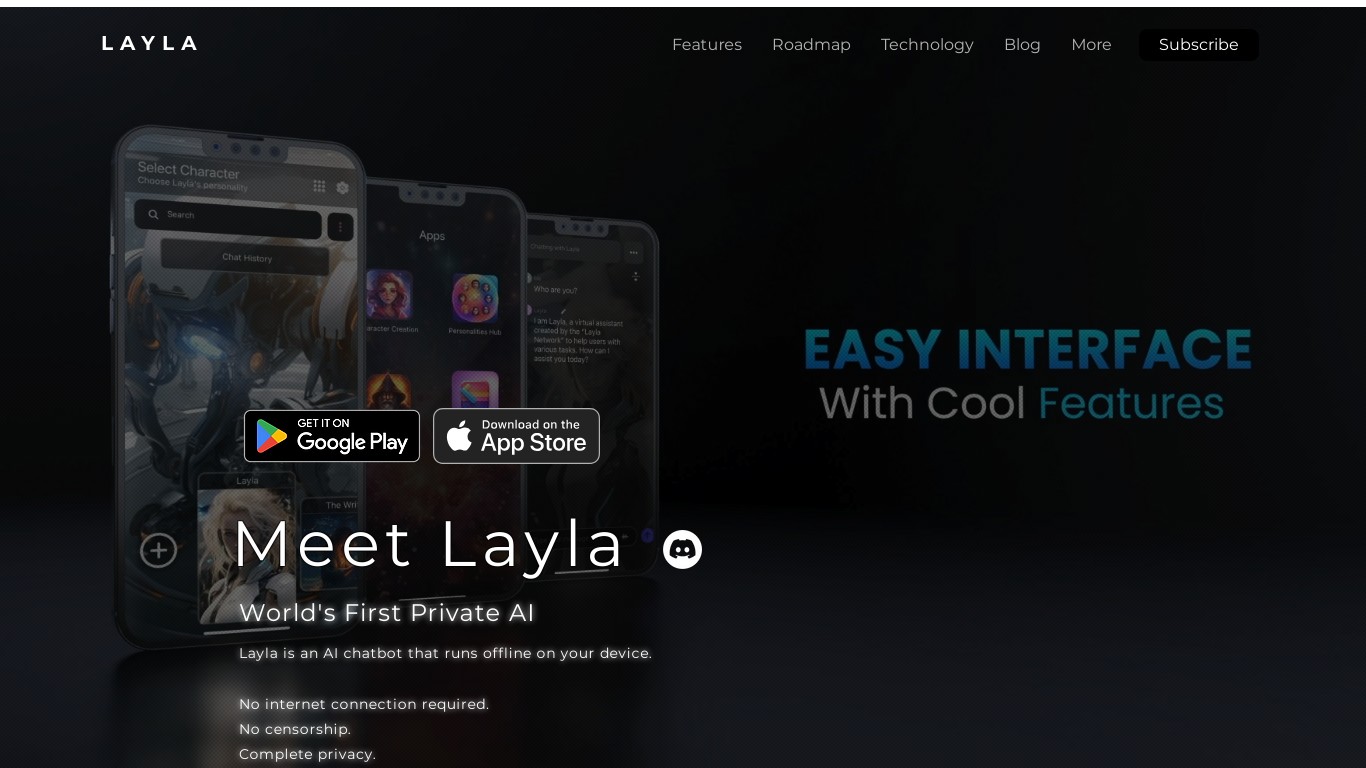 LAYLA
Features Roadmap Technology Blog More Subscribe
Select Character
Choose Layla's personality
Search
Chat History
Apps
aracter Creation
Personalities Hub
Chatting with Layla
Who are you?
I am Layla, a virtual assistant
created by the "Layla
Network" to help users with
various tasks. How can I
assist you today?
EASY INTERFACE
With Cool Features
GET IT ON
Google Play
Download on the
App Store
Layla
The Wri
Meet Layla
World's First Private AI
Layla is an AI chatbot that runs offline on your device.
No internet connection required.
No censorship.
Complete privacy.